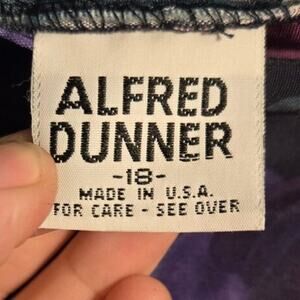 ALFRED
DUNNER
-18-
MADE IN U.S.A.
FOR CARE - SEE OVER